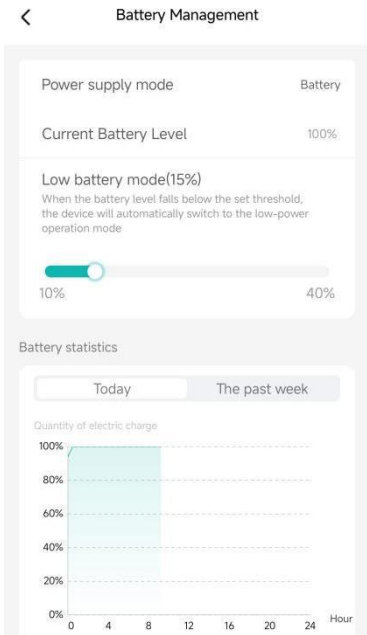 Battery Management
Power supply mode Battery
Current Battery Level 100%
Low battery mode(15%)
When the battery level falls below the set threshold,
the device will automatically switch to the low-power
operation mode
10% 40%
Battery statistics
Today The past week
Quantity of electric charge
100%
80%
60%
40%
20%
0%
0 4 8 12 16 20 24 Hour